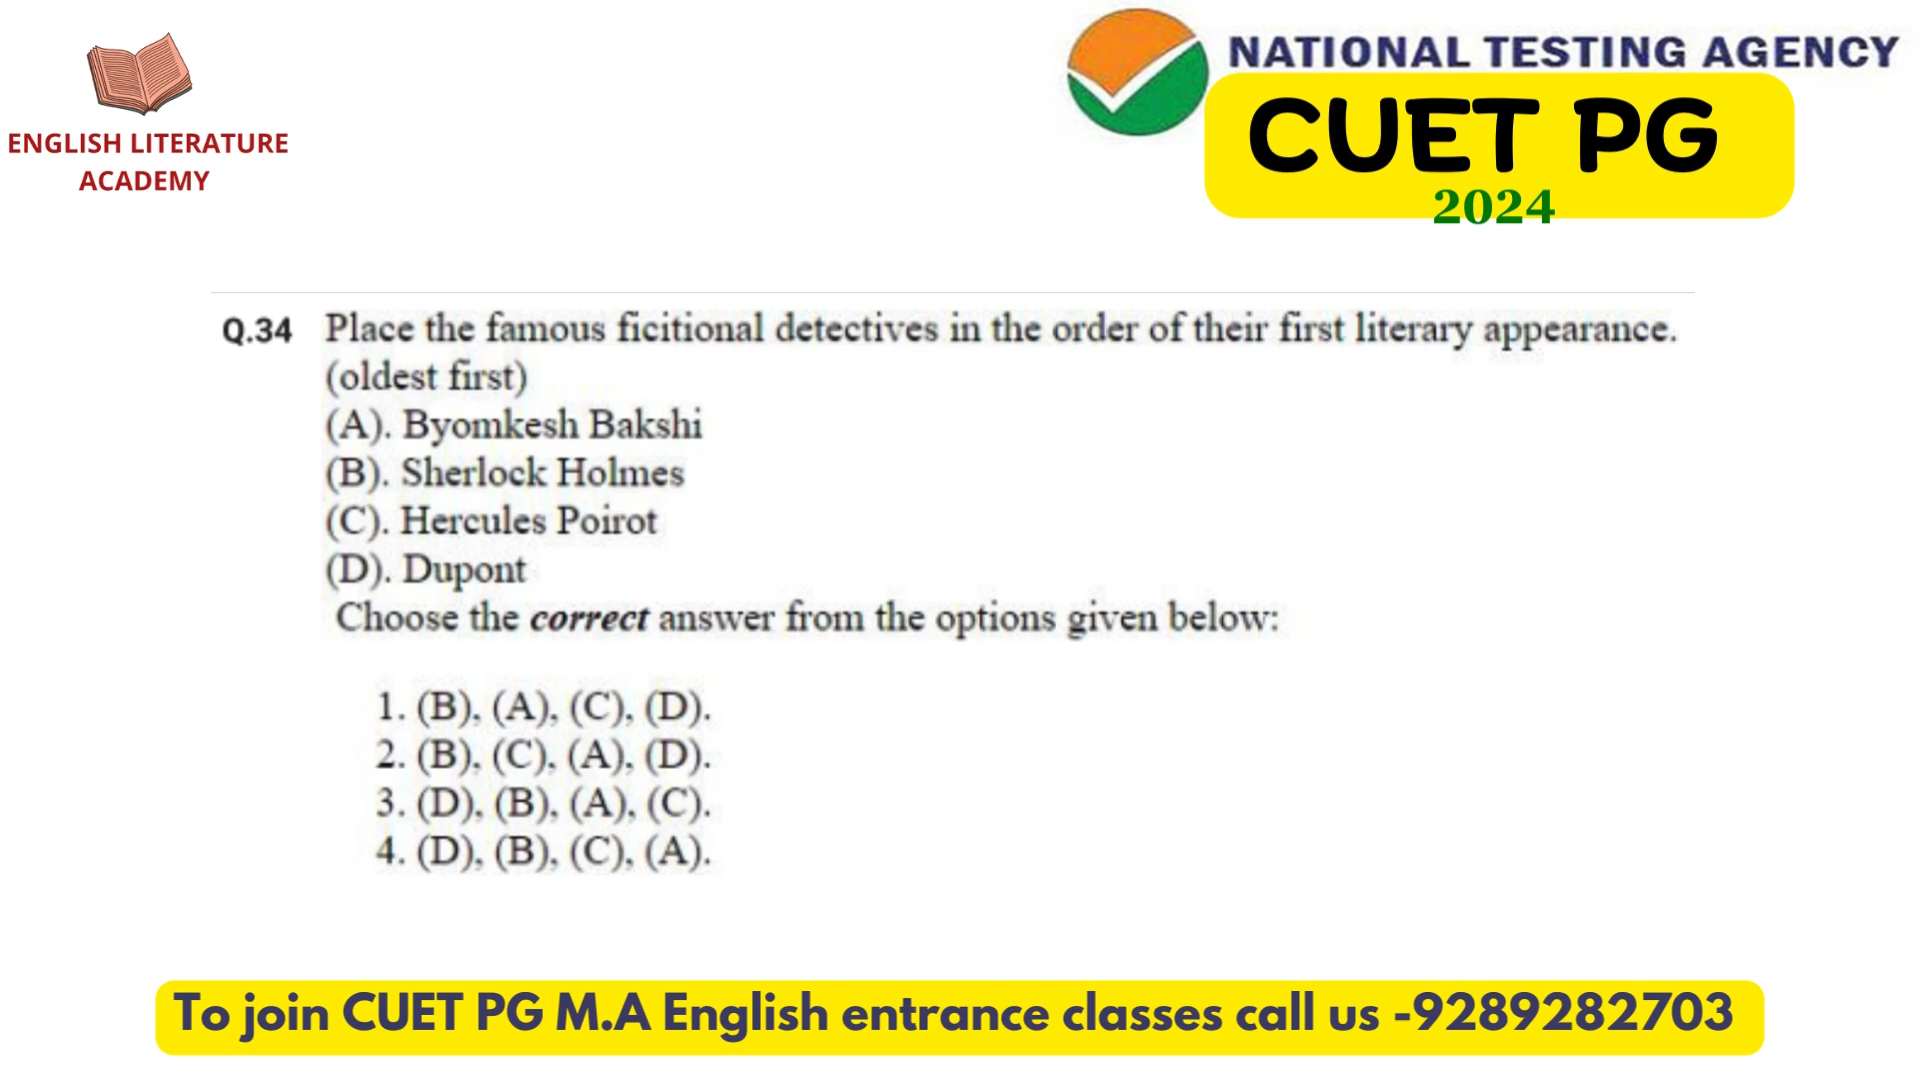 ENGLISH LITERATURE
ACADEMY
NATIONAL TESTING AGENCY
CUET PG
2024
Q.34 Place the famous ficitional detectives in the order of their first literary appearance.
(oldest first)
(A). Byomkesh Bakshi
(B). Sherlock Holmes
(C). Hercules Poirot
(D). Dupont
Choose the correct answer from the options given below:
1. (B), (A), (C), (D).
2. (B), (C), (A), (D).
3. (D), (B), (A), (C).
4. (D), (B), (C), (A).
To join CUET PG M.A English entrance classes call us -9289282703